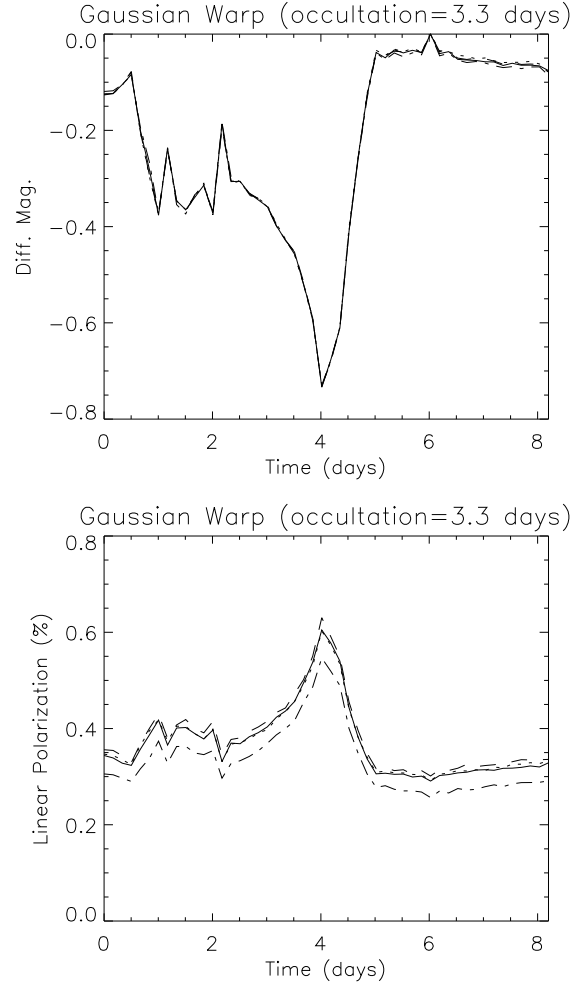 Gaussian Warp (occultation=3.3 days)
0.0
−0.2
−0.4
−0.6
−0.8
Diff. Mag.
0 2 4 6 8
Time (days)
Gaussian Warp (occultation=3.3 days)
0.8
0.6
0.4
0.2
0.0
Linear Polarization (%)
0 2 4 6 8
Time (days)